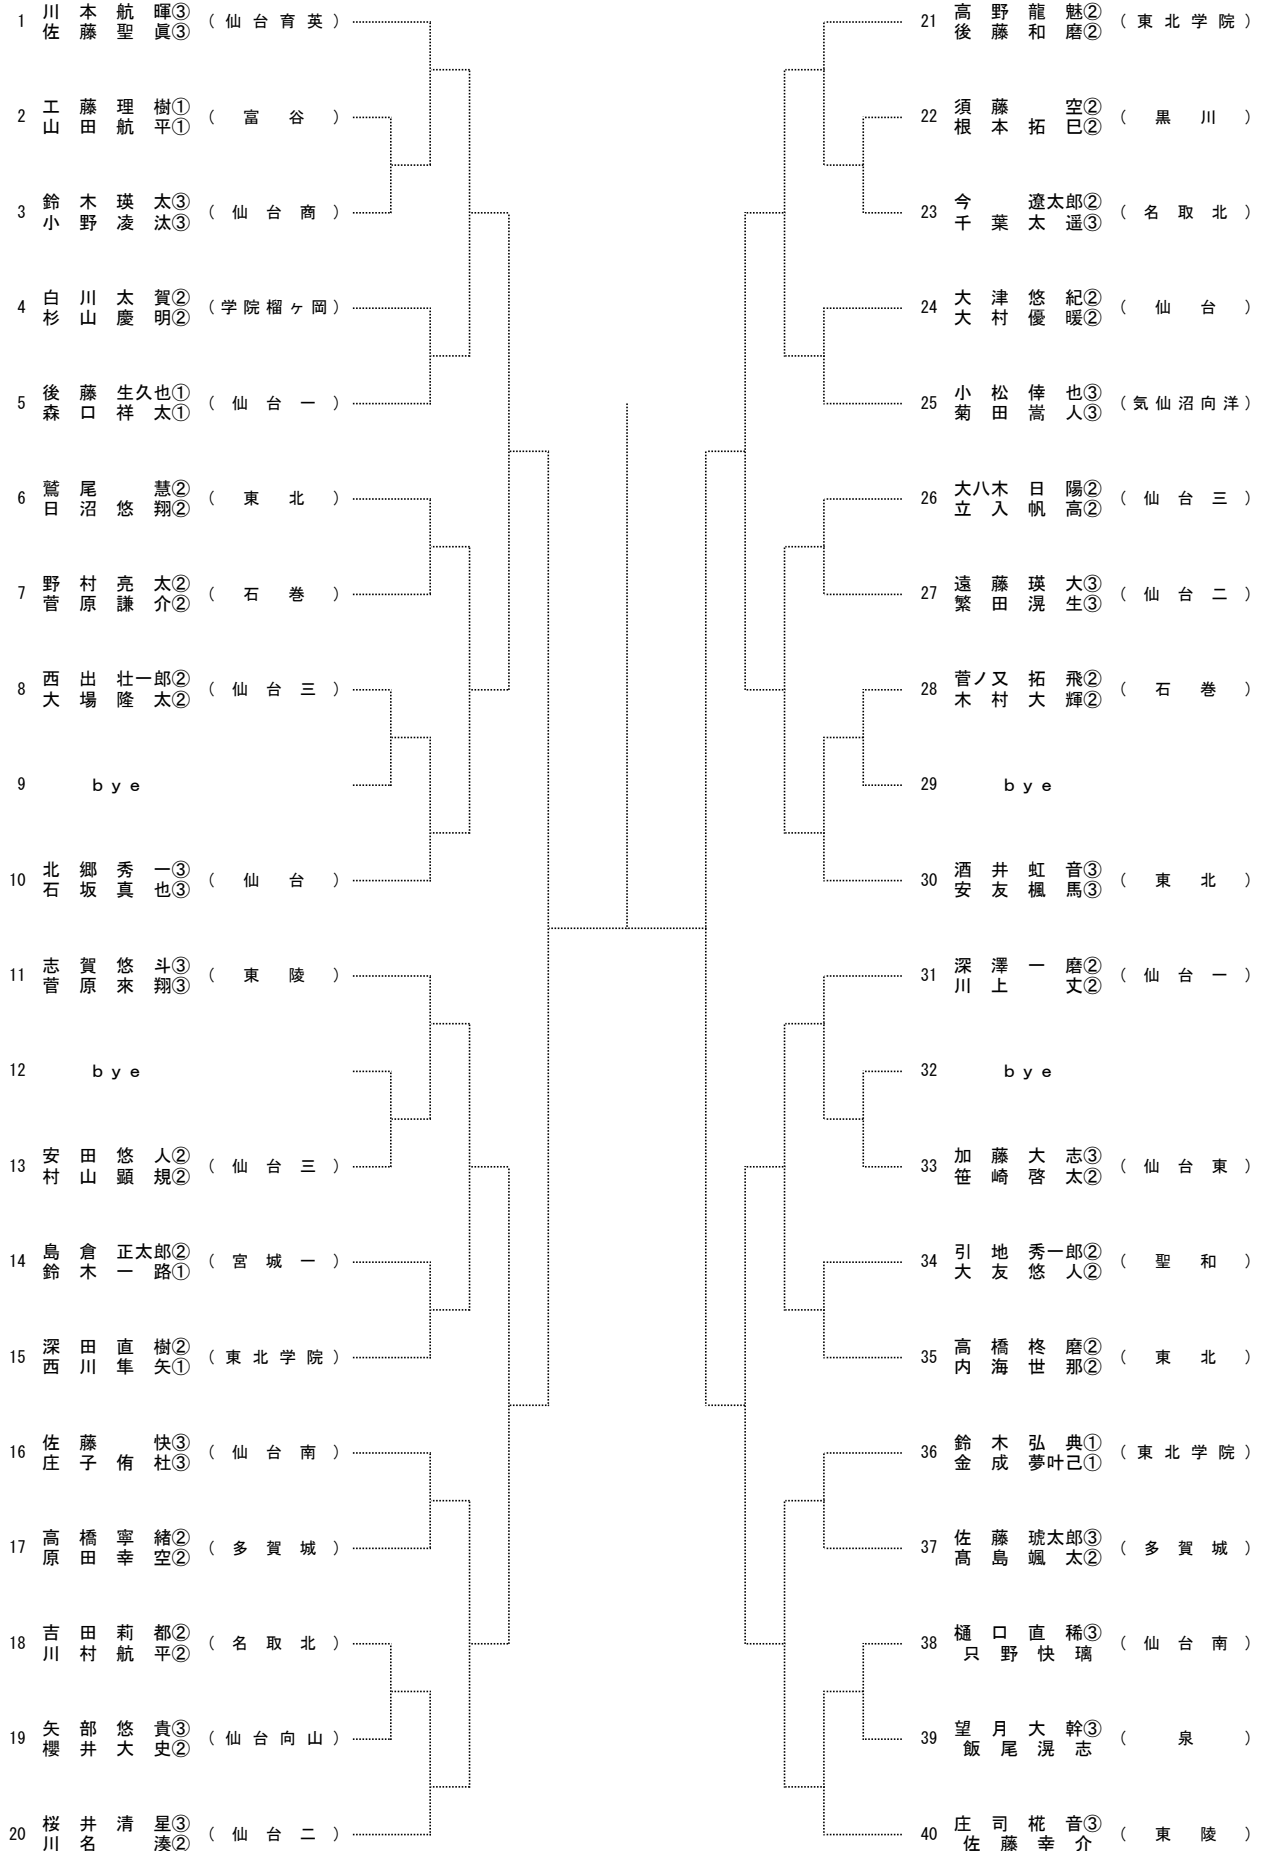 1 川本航暉③ (仙台育英)
佐藤聖眞③
2 工藤理樹① (富谷)
山田航平①
3 鈴木瑛太③ (仙台商)
小野凌汰③
4 白川太賀② (学院榴ヶ岡)
杉山慶明②
5 後藤生久也① (仙台一)
森口祥太①
6 鷲尾慧② (東北)
日沼悠翔②
7 野村亮太② (石巻)
菅原謙介②
8 西出壮一郎② (仙台三)
大場隆太②
9 bye
10 北郷秀一③ (仙台)
石坂真也③
11 志賀悠斗③ (東陵)
菅原來翔③
12 bye
13 安田悠人② (仙台三)
村山顕規②
14 島倉正太郎② (宮城一)
鈴木一路①
15 深田直樹② (東北学院)
西川隼矢①
16 佐藤快③ (仙台南)
庄子侑杜③
17 高橋寧緒② (多賀城)
原田幸空②
18 吉田莉都② (名取北)
川村航平②
19 矢部悠貴③ (仙台向山)
櫻井大史②
20 桜井清星③ (仙台二)
川名湊②
21 高野龍魅② (東北学院)
後藤和磨②
22 須藤空② (黒川)
根本拓巳②
23 今遼太郎② (名取北)
千葉太遥③
24 大津悠紀② (仙台)
大村優暖②
25 小松倖也③ (気仙沼向洋)
菊田嵩人③
26 大八木日陽② (仙台三)
立入帆高②
27 遠藤瑛大③ (仙台二)
繁田滉生③
28 菅ノ又拓飛② (石巻)
木村大輝②
29 bye
30 酒井虹音③ (東北)
安友楓馬③
31 深澤一磨② (仙台一)
川上丈②
32 bye
33 加藤大志③ (仙台東)
笹崎啓太②
34 引地秀一郎② (聖和)
大友悠人②
35 高橋柊磨② (東北)
内海世那②
36 鈴木弘典① (東北学院)
金成夢叶己①
37 佐藤琥太郎③ (多賀城)
髙島颯太②
38 樋口直稀③ (仙台南)
只野快璃
39 望月大幹③ (泉)
飯尾滉志
40 庄司椛音③ (東陵)
佐藤幸介